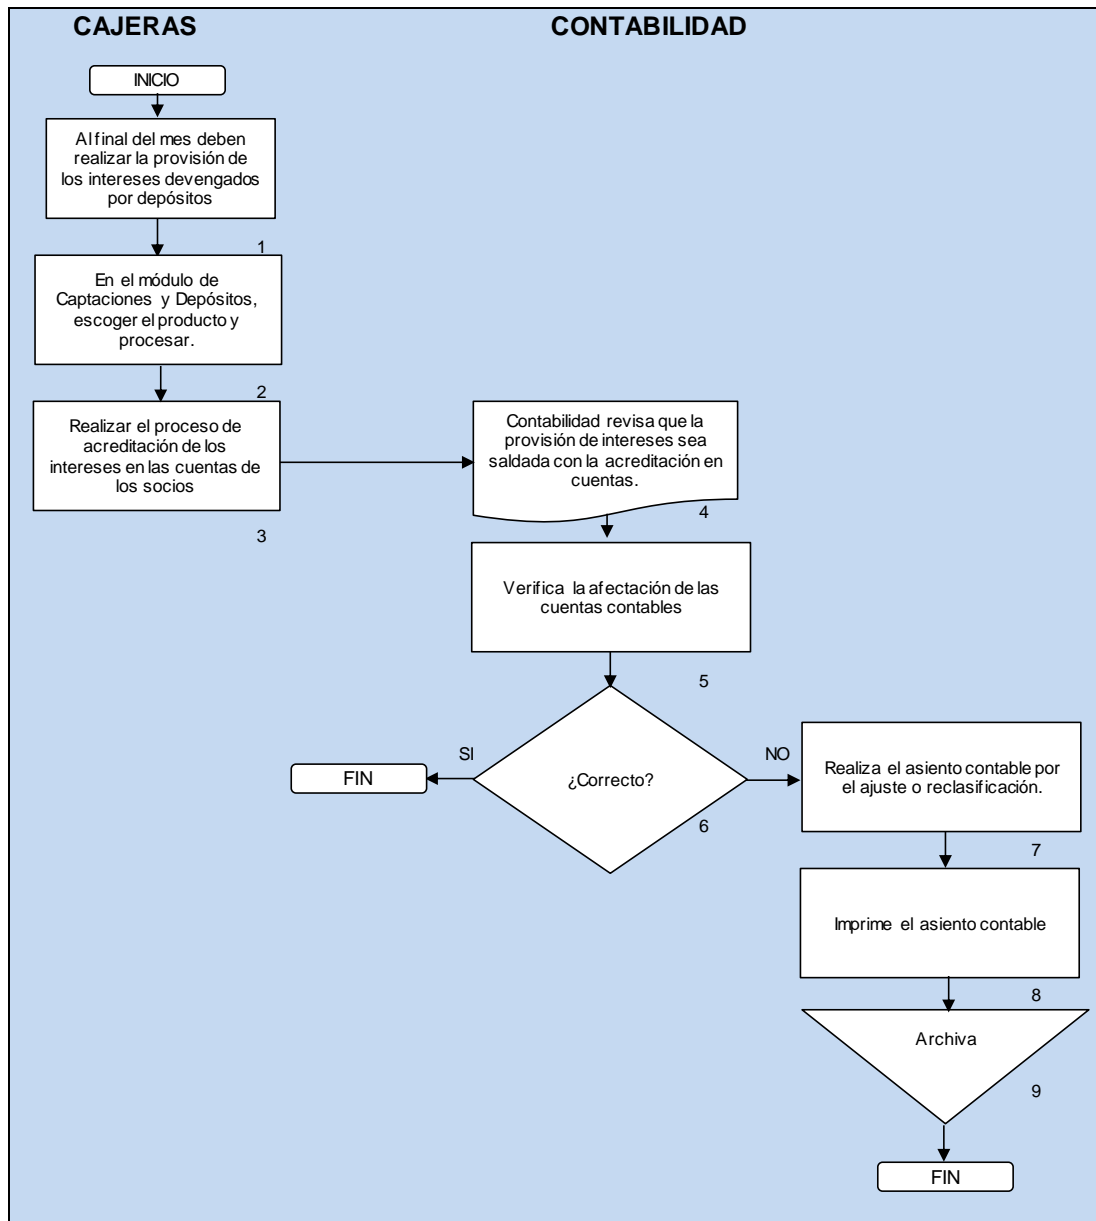 CAJERAS
CONTABILIDAD
INICIO
Al final del mes deben
realizar la provisión de
los intereses devengados
por depósitos
1
En el módulo de
Captaciones y Depósitos,
escoger el producto y
procesar.
2
Realizar el proceso de
acreditación de los
intereses en las cuentas de
los socios
3
Contabilidad revisa que la
provisión de intereses sea
saldada con la acreditación en
cuentas.
4
Verifica la afectación de las
cuentas contables
5
¿Correcto?
6
SI
FIN
NO
Realiza el asiento contable por
el ajuste o reclasificación.
7
Imprime el asiento contable
8
Archiva
9
FIN